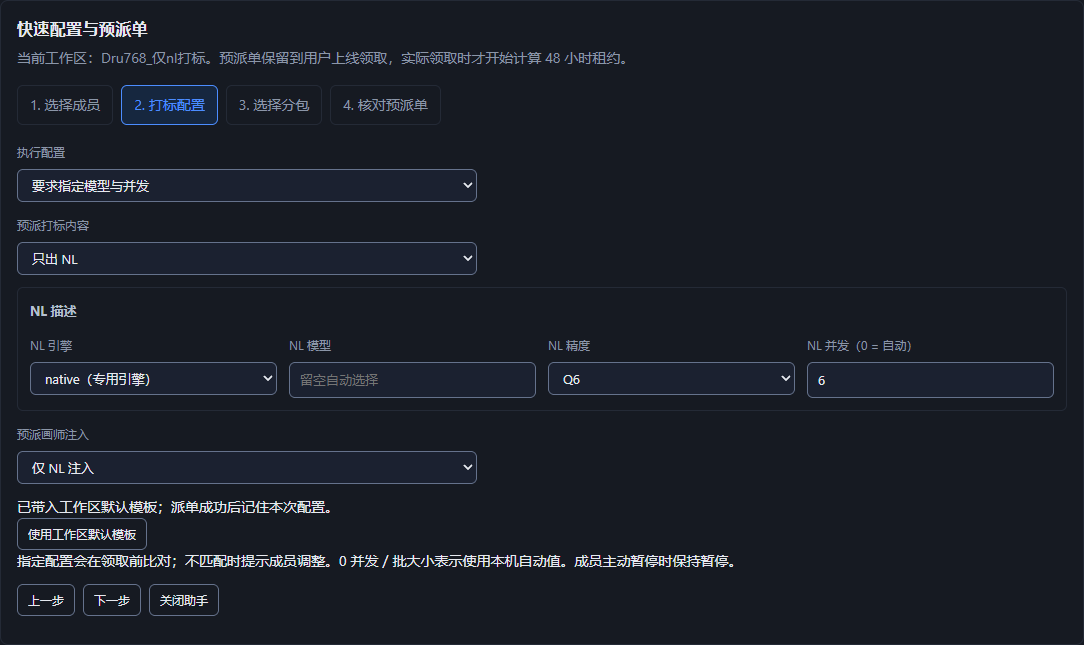 快速配置与预派单
当前工作区：Dru768_仅nl打标。预派单保留到用户上线领取，实际领取时才开始计算 48 小时租约。
1. 选择成员 2. 打标配置 3. 选择分包 4. 核对预派单
执行配置
要求指定模型与并发
预派打标内容
只出 NL
NL 描述
NL 引擎 NL 模型 NL 精度 NL 并发（0 = 自动）
native（专用引擎） 留空自动选择 Q6 6
预派画师注入
仅 NL 注入
已带入工作区默认模板；派单成功后记住本次配置。
使用工作区默认模板
指定配置会在领取前比对；不匹配时提示成员调整。0 并发 / 批大小表示使用本机自动值。成员主动暂停时保持暂停。
上一步 下一步 关闭助手